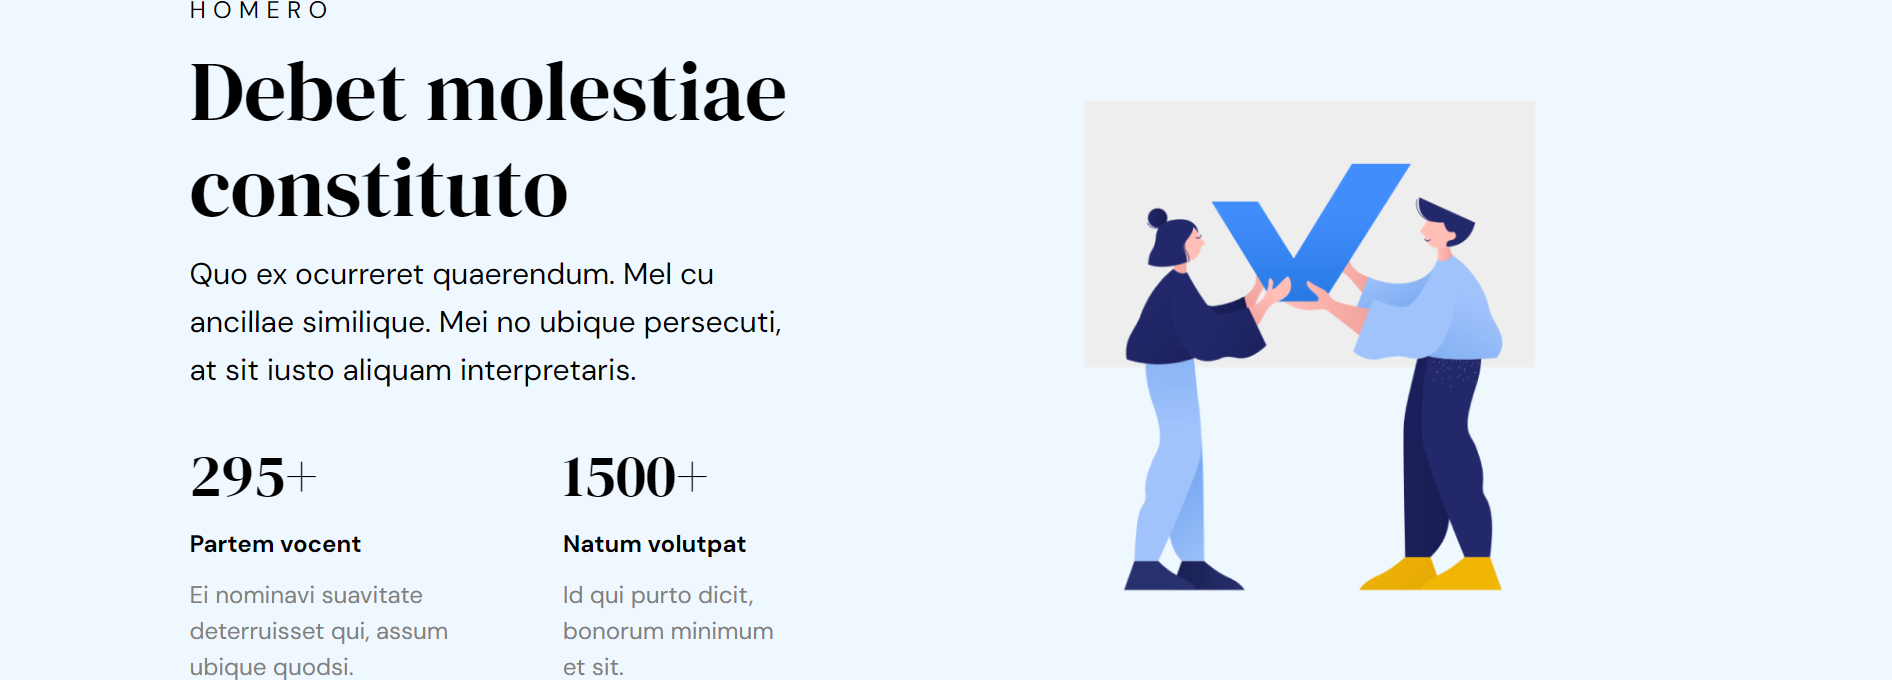 HOMERO
Debet molestiae
constituto
Quo ex ocurreret quaerendum. Mel cu
ancillae similique. Mei no ubique persecuti,
at sit iusto aliquam interpretaris.
295+
Partem vocent
Ei nominavi suavitate
deterruisset qui, assum
ubique quodsi.
1500+
Natum volutpat
Id qui purto dicit,
bonorum minimum
et sit.